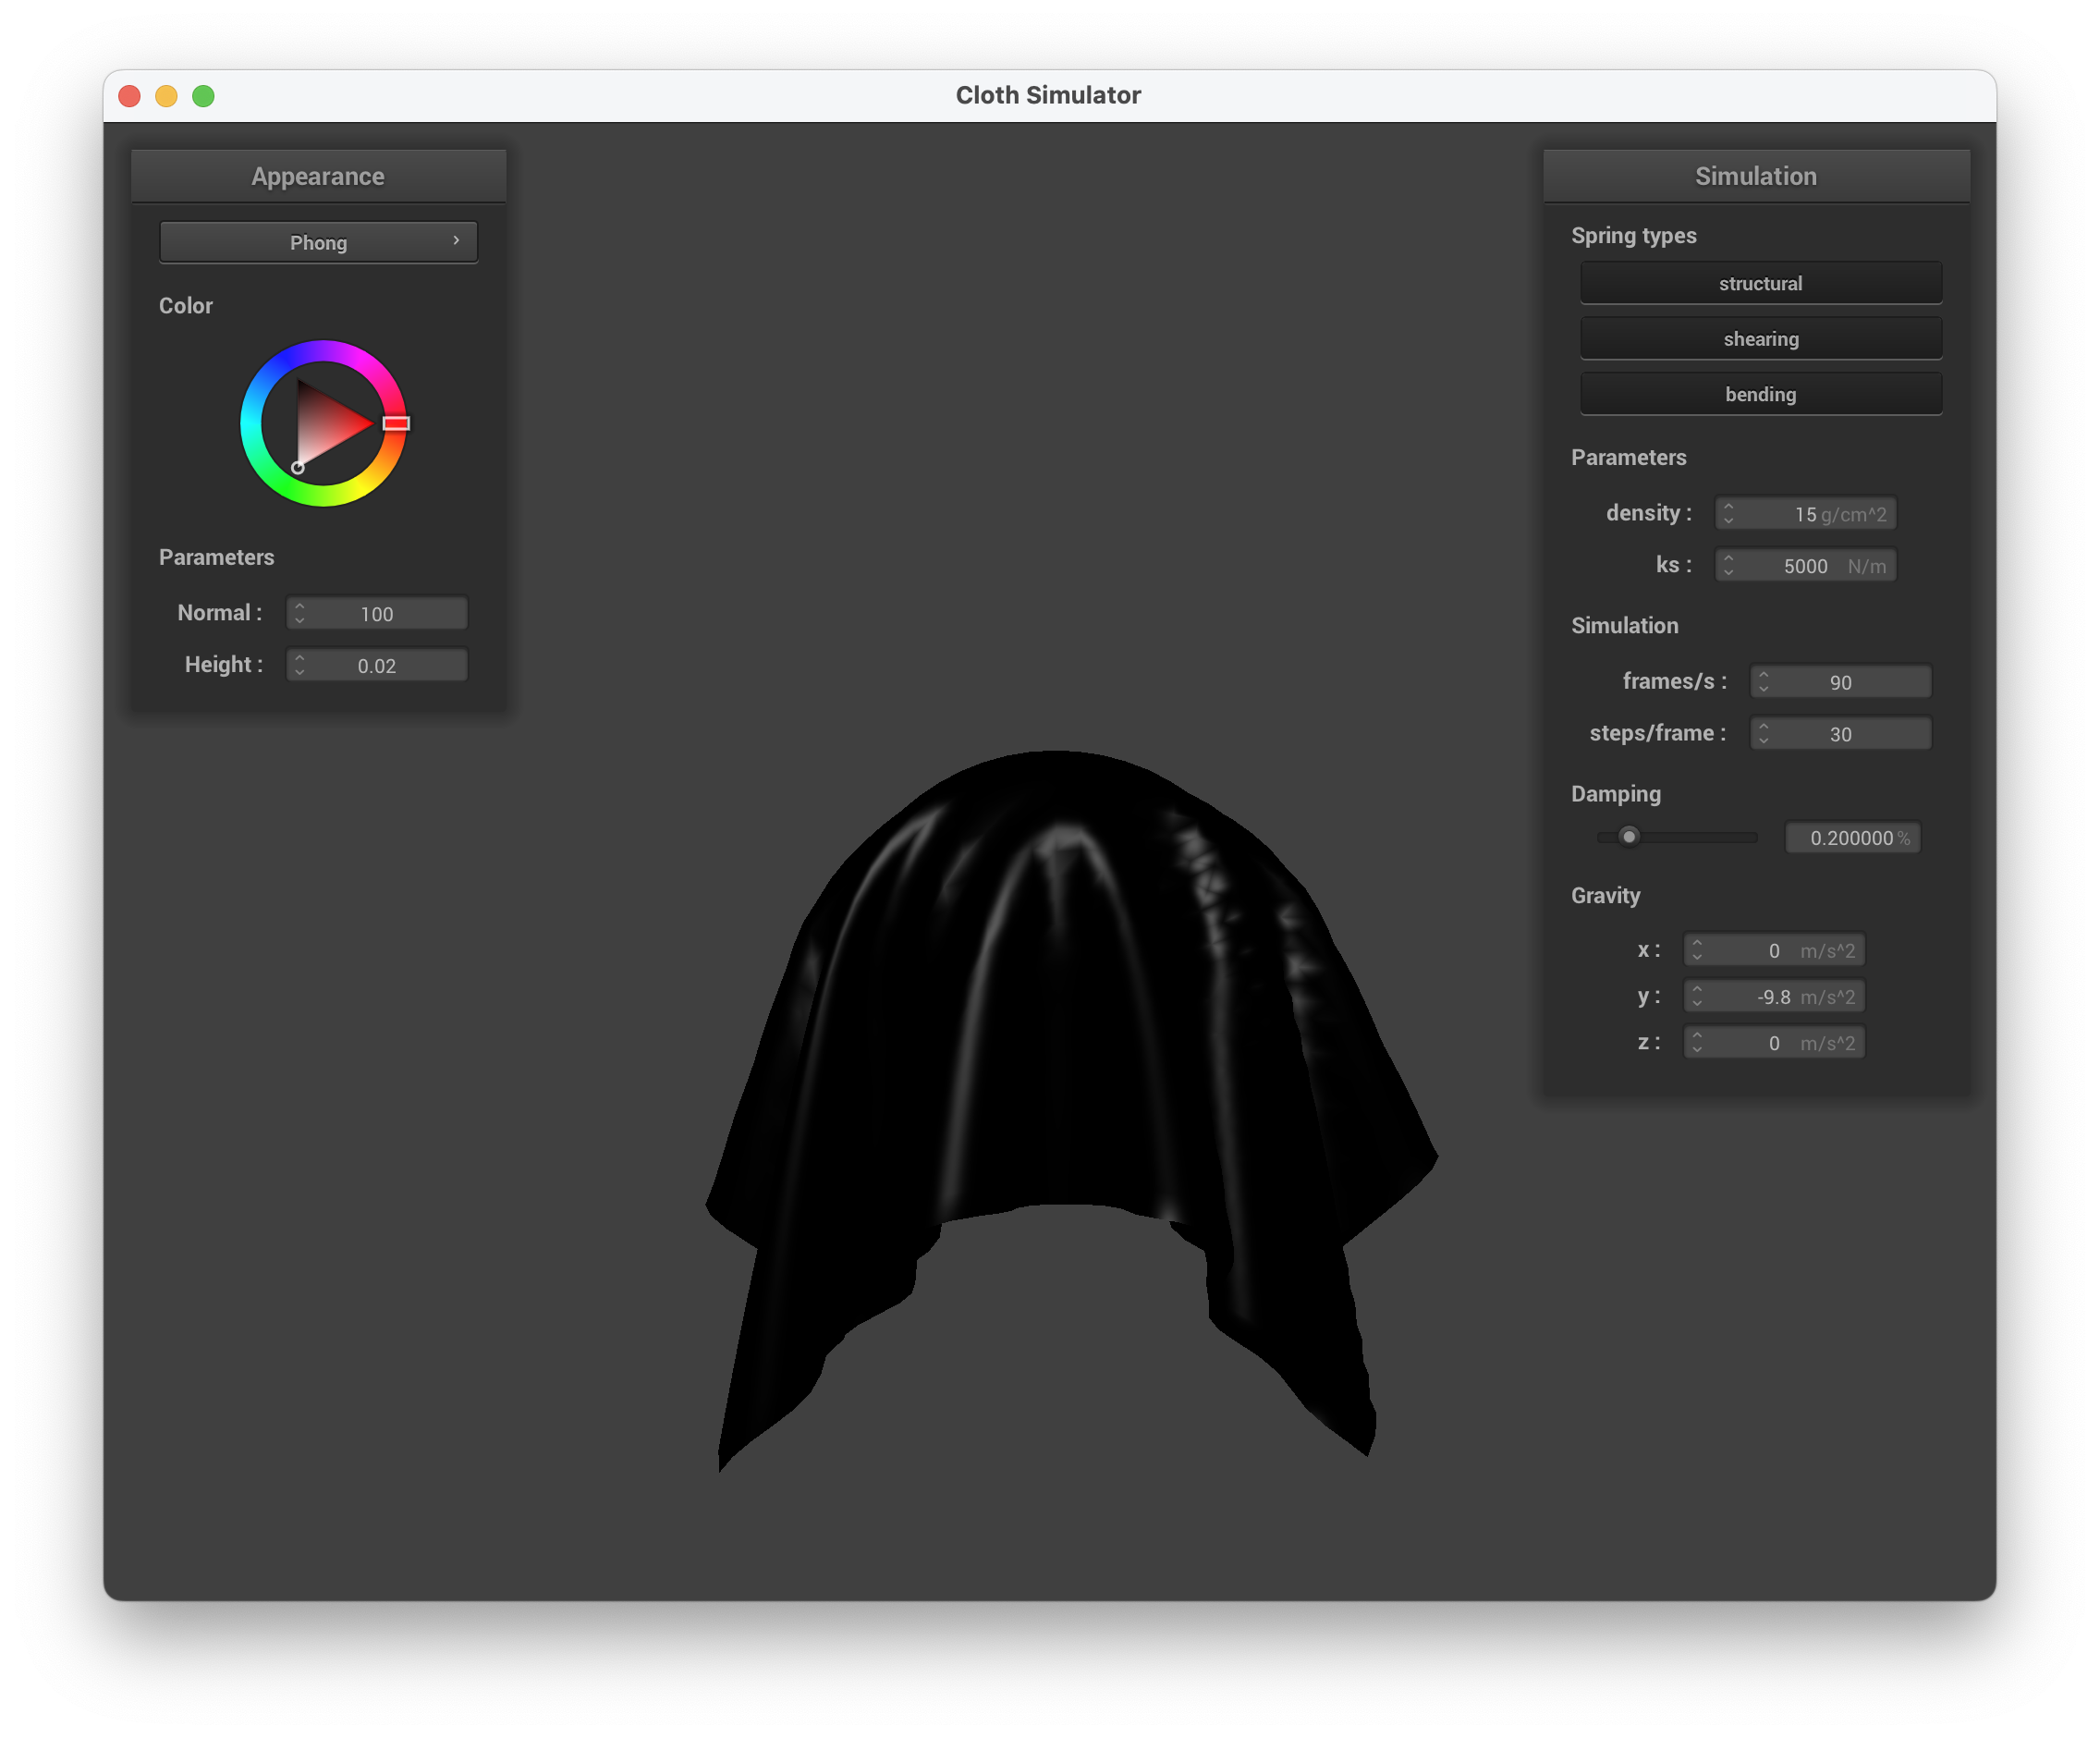 Cloth Simulator
Appearance
Phong
Color
Parameters
Normal : 100
Height : 0.02
Simulation
Spring types
structural
shearing
bending
Parameters
density : 15 g/cm^2
ks : 5000 N/m
Simulation
frames/s : 90
steps/frame : 30
Damping
0.200000 %
Gravity
x : 0 m/s^2
y : -9.8 m/s^2
z : 0 m/s^2